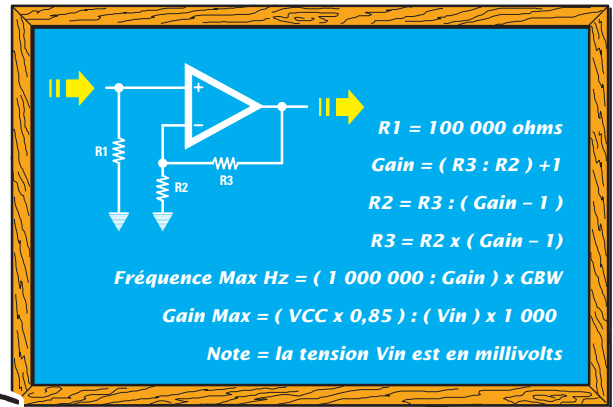 +
−
R1
R2
R3
R1 = 100 000 ohms
Gain = ( R3 : R2 ) +1
R2 = R3 : ( Gain – 1 )
R3 = R2 x ( Gain – 1)
Fréquence Max Hz = ( 1 000 000 : Gain ) x GBW
Gain Max = ( VCC x 0,85 ) : ( Vin ) x 1 000
Note = la tension Vin est en millivolts